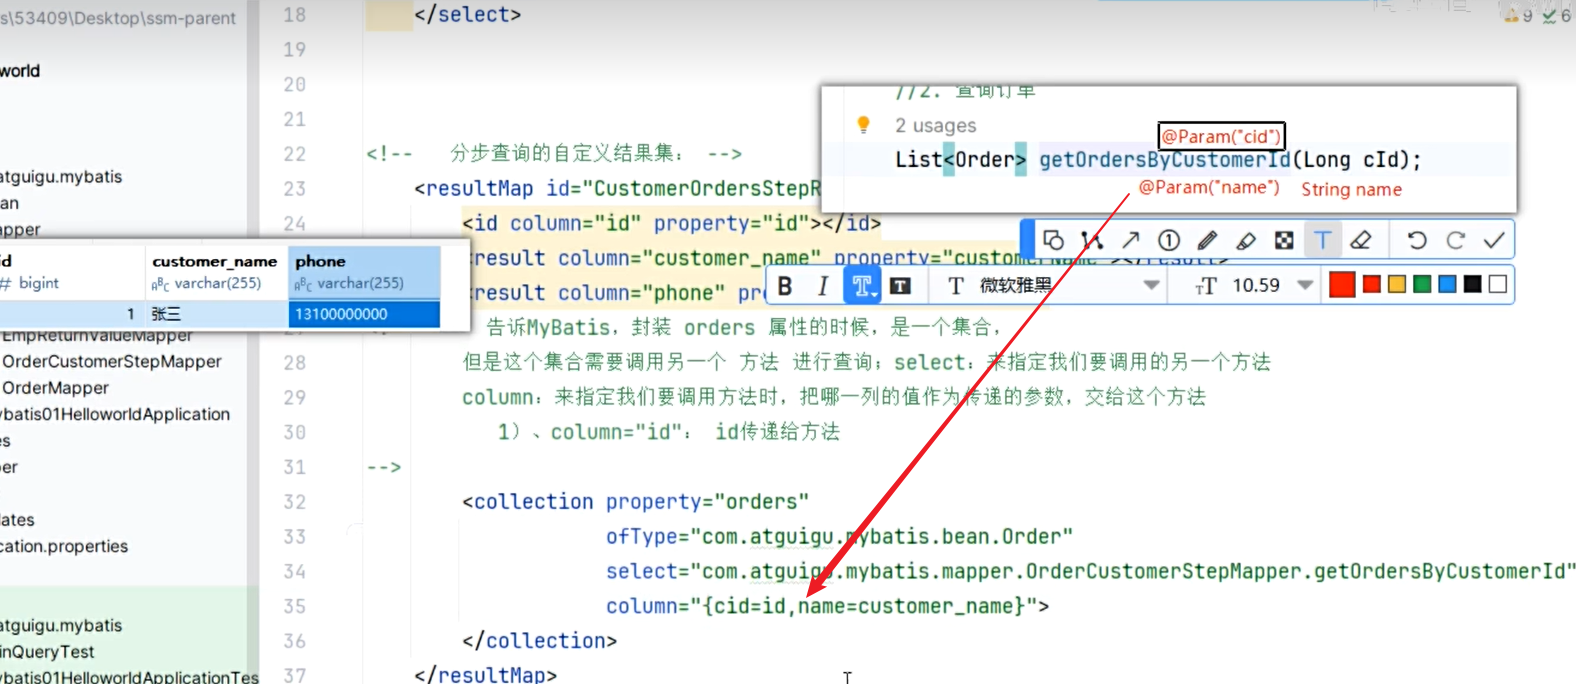 s\53409\Desktop\ssm-parent
world
atguigu.mybatis
an
apper
id
# bigint
customer_name
ABC varchar(255)
phone
ABC varchar(255)
1
张三
13100000000
EmpReturnValueMapper
OrderCustomerStepMapper
OrderMapper
ybatis01HelloworldApplication
es
per
lates
cation.properties
atguigu.mybatis
inQueryTest
ybatis01HelloworldApplicationTes
9 6
18 </select>
19
20
21
22 <!-- 分步查询的自定义结果集： -->
23 <resultMap id="CustomerOrdersStepR
24 <id column="id" property="id"></id>
<result column="customer_name" property="customerName"></result>
<result column="phone" pr
告诉MyBatis，封装 orders 属性的时候，是一个集合，
28 但是这个集合需要调用另一个 方法 进行查询；select：来指定我们要调用的另一个方法
29 column：来指定我们要调用方法时，把哪一列的值作为传递的参数，交给这个方法
30 1）、column="id"： id传递给方法
31 -->
32 <collection property="orders"
33 ofType="com.atguigu.mybatis.bean.Order"
34 select="com.atguigu.mybatis.mapper.OrderCustomerStepMapper.getOrdersByCustomerId"
35 column="{cid=id,name=customer_name}">
36 </collection>
37 </resultMap>
//2. 查询订单
2 usages
@Param("cid")
List<Order> getOrdersByCustomerId(Long cId);
@Param("name") String name
B I T T T 微软雅黑 TT 10.59